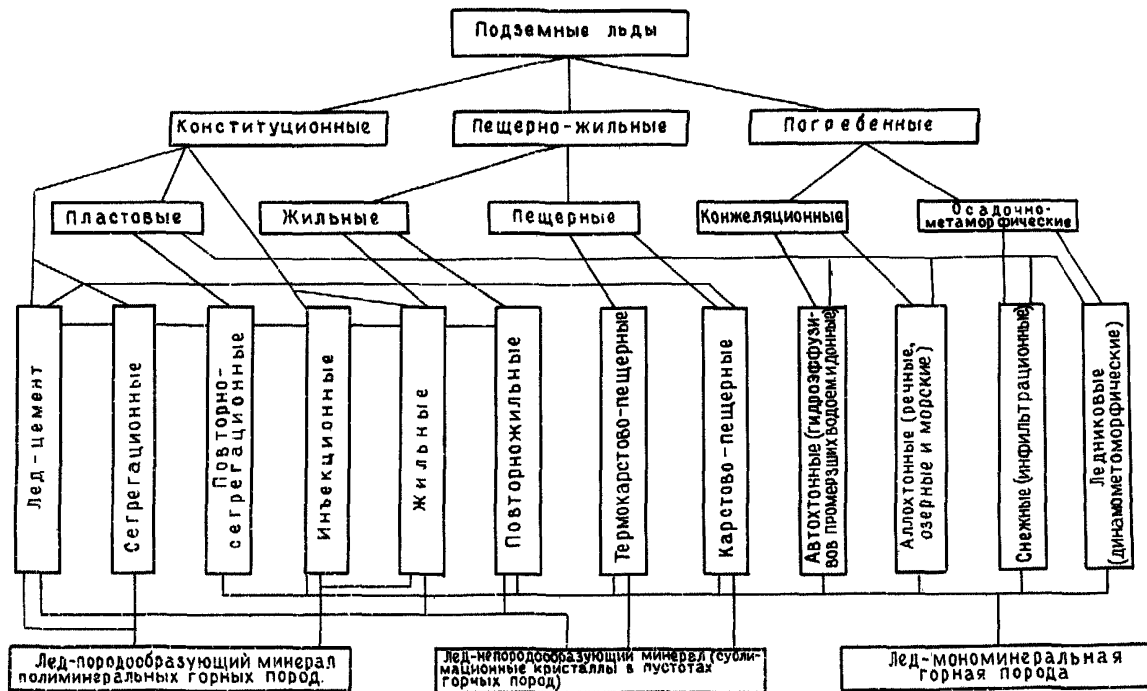 Подземные льды
Конституционные
Пещерно-жильные
Погребенные
Пластовые
Жильные
Пещерные
Конжеляционные
Осадочно-
метаморфические
Лед-цемент
Сегрегационные
Повторно-
сегрегационные
Инъекционные
Жильные
Повторножильные
Термокарстово-пещерные
Карстово-пещерные
Автохтонные (гидроэффузи-
вов промерзших водоем и донные)
Аллохтонные (речные,
озерные и морские)
Снежные (инфильтрационные)
Ледниковые
(динамометоморфические)
Лед-породообразующий минерал
полиминеральных горных пород.
Лед-непородообразующий минерал (субли-
мационные кристаллы в пустотах
горных пород)
Лед-мономинеральная
горная порода